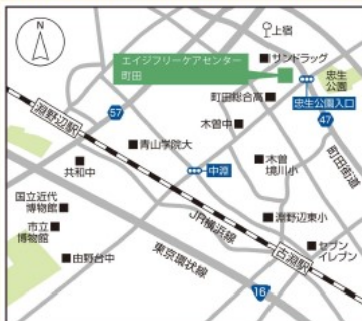 N
上宿
エイジフリーケアセンター
町田
サンドラッグ
忠生
公園
町田総合高
忠生公園入口
47
57
淵野辺駅
木曽中
町田街道
青山学院大
共和中
中淵
木曽
境川小
国立近代
博物館
JR横浜線
淵野辺東小
市立
博物館
東京環状線
古淵駅
セブン
イレブン
由野台中
16